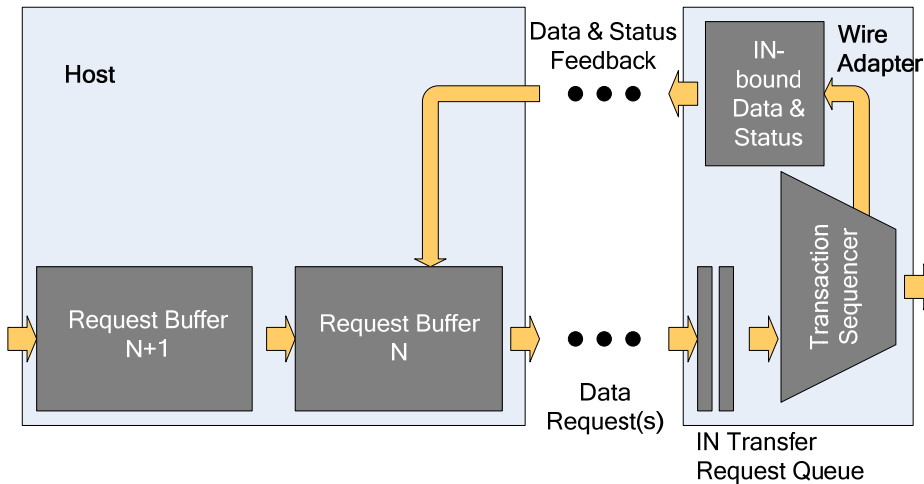 Host
Data & Status
Feedback
IN-
bound
Data &
Status
Wire
Adapter
Request Buffer
N+1
Request Buffer
N
Transaction
Sequencer
Data
Request(s)
IN Transfer
Request Queue